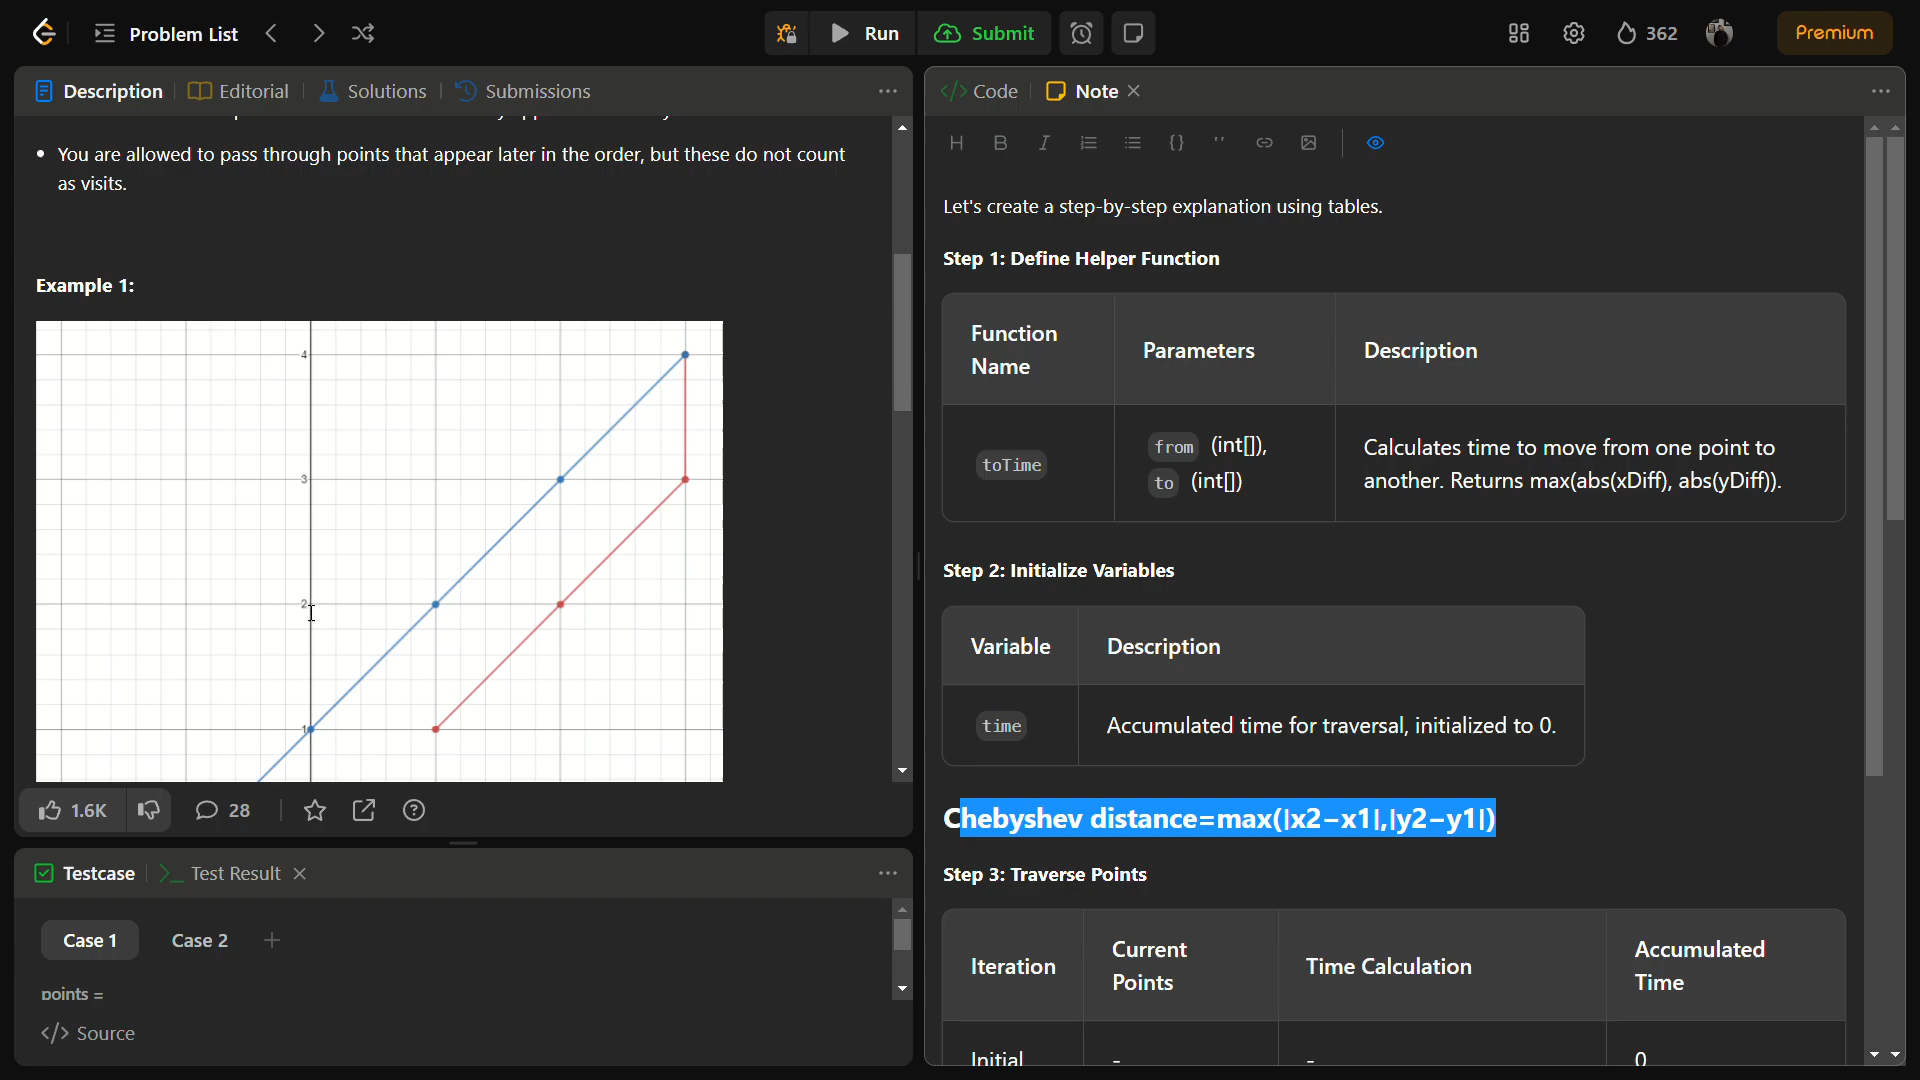 Problem List
Run
Submit
362
Premium
Description
Editorial
Solutions
Submissions
• You are allowed to pass through points that appear later in the order, but these do not count
as visits.
Example 1:
4
3
2
1
1.6K
28
Testcase
Test Result
Case 1
Case 2
points =
</> Source
</> Code
Note
H B I {} "
Let's create a step-by-step explanation using tables.
Step 1: Define Helper Function
Function
Name
Parameters
Description
toTime
from (int[]),
to (int[])
Calculates time to move from one point to
another. Returns max(abs(xDiff), abs(yDiff)).
Step 2: Initialize Variables
Variable
Description
time
Accumulated time for traversal, initialized to 0.
Chebyshev distance=max(|x2−x1|,|y2−y1|)
Step 3: Traverse Points
Iteration
Current
Points
Time Calculation
Accumulated
Time
Initial
-
-
0